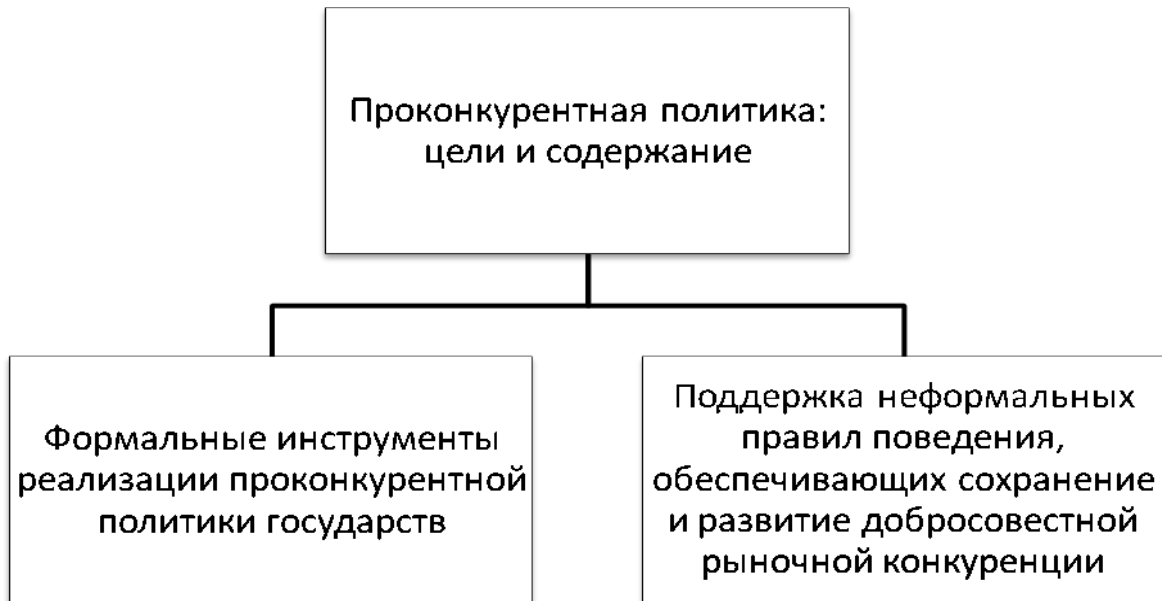 Проконкурентная политика:
цели и содержание
Формальные инструменты
реализации проконкурентной
политики государств
Поддержка неформальных
правил поведения,
обеспечивающих сохранение
и развитие добросовестной
рыночной конкуренции